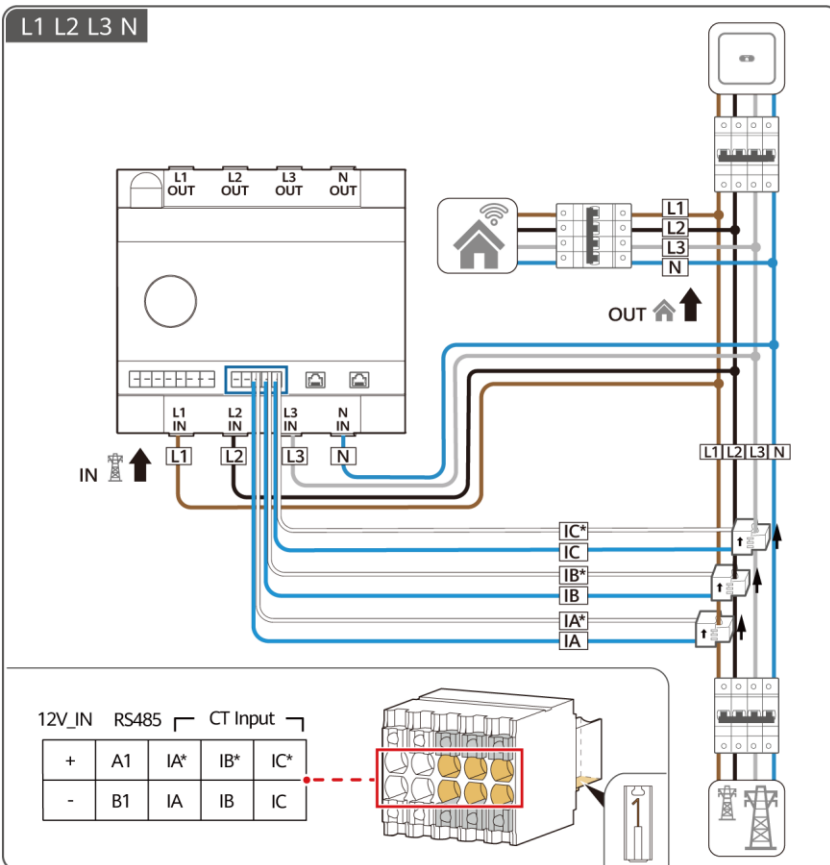 L1 L2 L3 N
L1 OUT
L2 OUT
L3 OUT
N OUT
L1
L2
L3
N
OUT
L1 IN
L2 IN
L3 IN
N IN
IN
L1
L2
L3
N
L1 L2 L3 N
IC*
IC
IB*
IB
IA*
IA
12V_IN RS485 CT Input
+ A1 IA* IB* IC*
- B1 IA IB IC
1